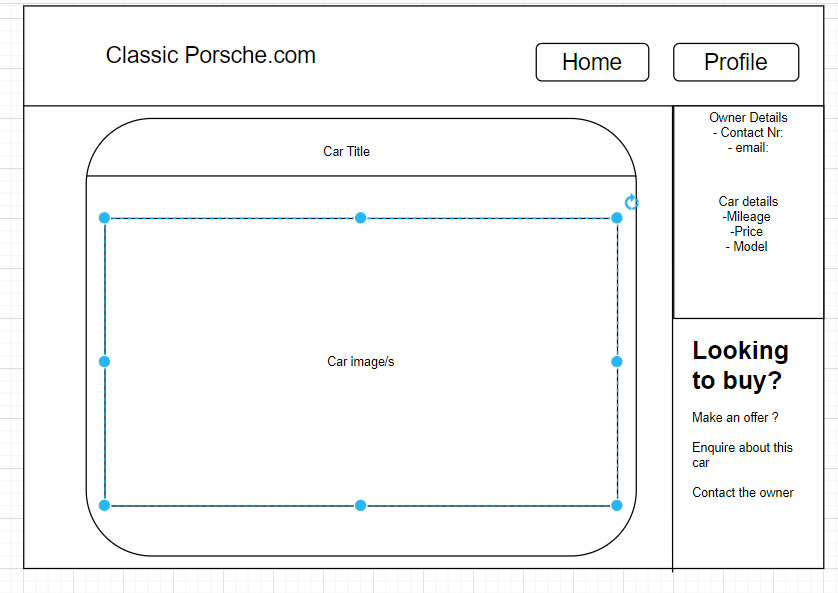 Classic Porsche.com
Home
Profile
Car Title
Car image/s
Owner Details
- Contact Nr:
- email:
Car details
-Mileage
-Price
- Model
Looking
to buy?
Make an offer ?
Enquire about this
car
Contact the owner